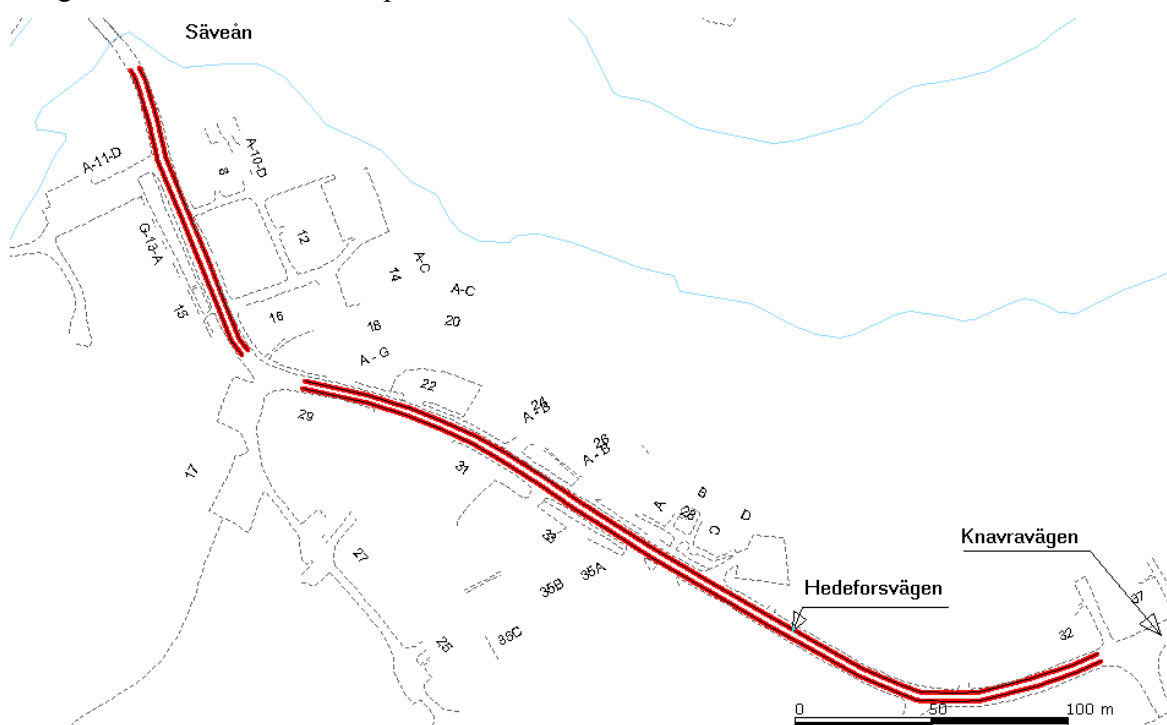 Säveån
A-11-D
8
A-10-D
G-13-A
12
A-C
14
A-C
15
16
18
20
A - G
22
29
24
A - B
26
A - B
31
17
B
A
28
C
D
33
27
35A
35B
35C
25
Knavravägen
Hedeforsvägen
37
32
0 50 100 m